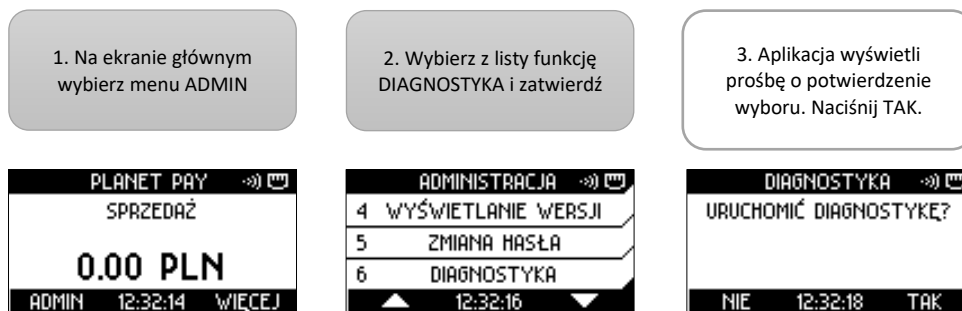 1. Na ekranie głównym
wybierz menu ADMIN
2. Wybierz z listy funkcję
DIAGNOSTYKA i zatwierdź
3. Aplikacja wyświetli
prośbę o potwierdzenie
wyboru. Naciśnij TAK.
PLANET PAY
SPRZEDAŻ
0.00 PLN
ADMIN 12:32:14 WIĘCEJ
ADMINISTRACJA
4 WYŚWIETLANIE WERSJI
5 ZMIANA HASŁA
6 DIAGNOSTYKA
12:32:16
DIAGNOSTYKA
URUCHOMIĆ DIAGNOSTYKĘ?
NIE 12:32:18 TAK